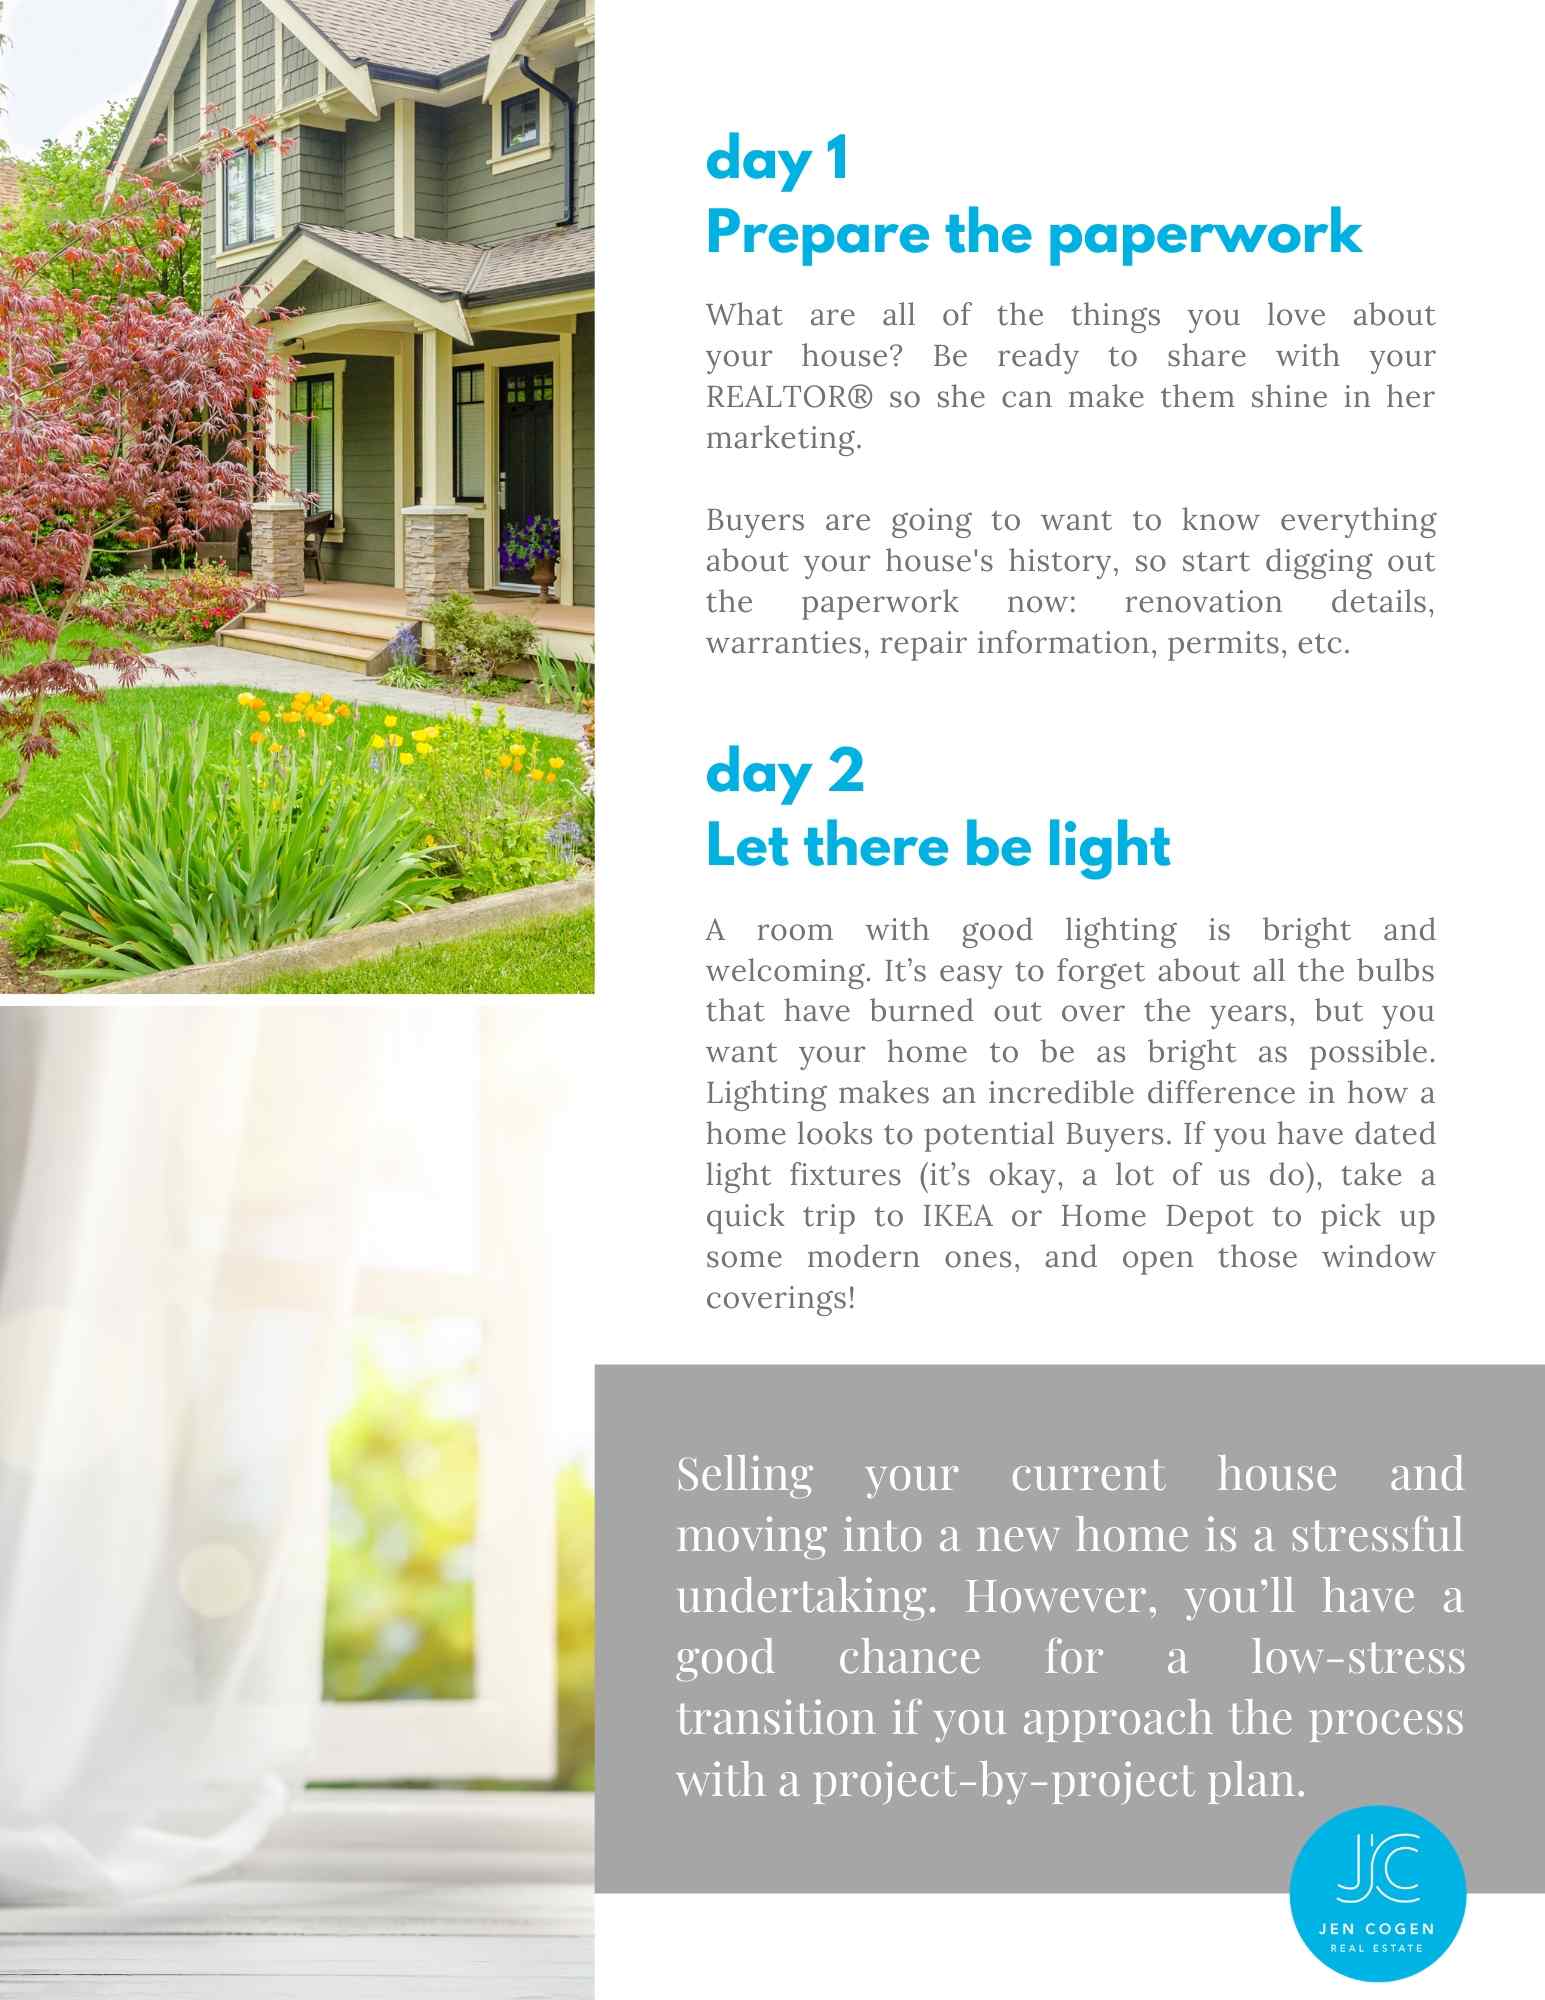 day 1
Prepare the paperwork
What are all of the things you love about
your house? Be ready to share with your
REALTOR® so she can make them shine in her
marketing.
Buyers are going to want to know everything
about your house's history, so start digging out
the paperwork now: renovation details,
warranties, repair information, permits, etc.
day 2
Let there be light
A room with good lighting is bright and
welcoming. It’s easy to forget about all the bulbs
that have burned out over the years, but you
want your home to be as bright as possible.
Lighting makes an incredible difference in how a
home looks to potential Buyers. If you have dated
light fixtures (it’s okay, a lot of us do), take a
quick trip to IKEA or Home Depot to pick up
some modern ones, and open those window
coverings!
Selling your current house and
moving into a new home is a stressful
undertaking. However, you’ll have a
good chance for a low-stress
transition if you approach the process
with a project-by-project plan.
JC
JEN COGEN
REAL ESTATE